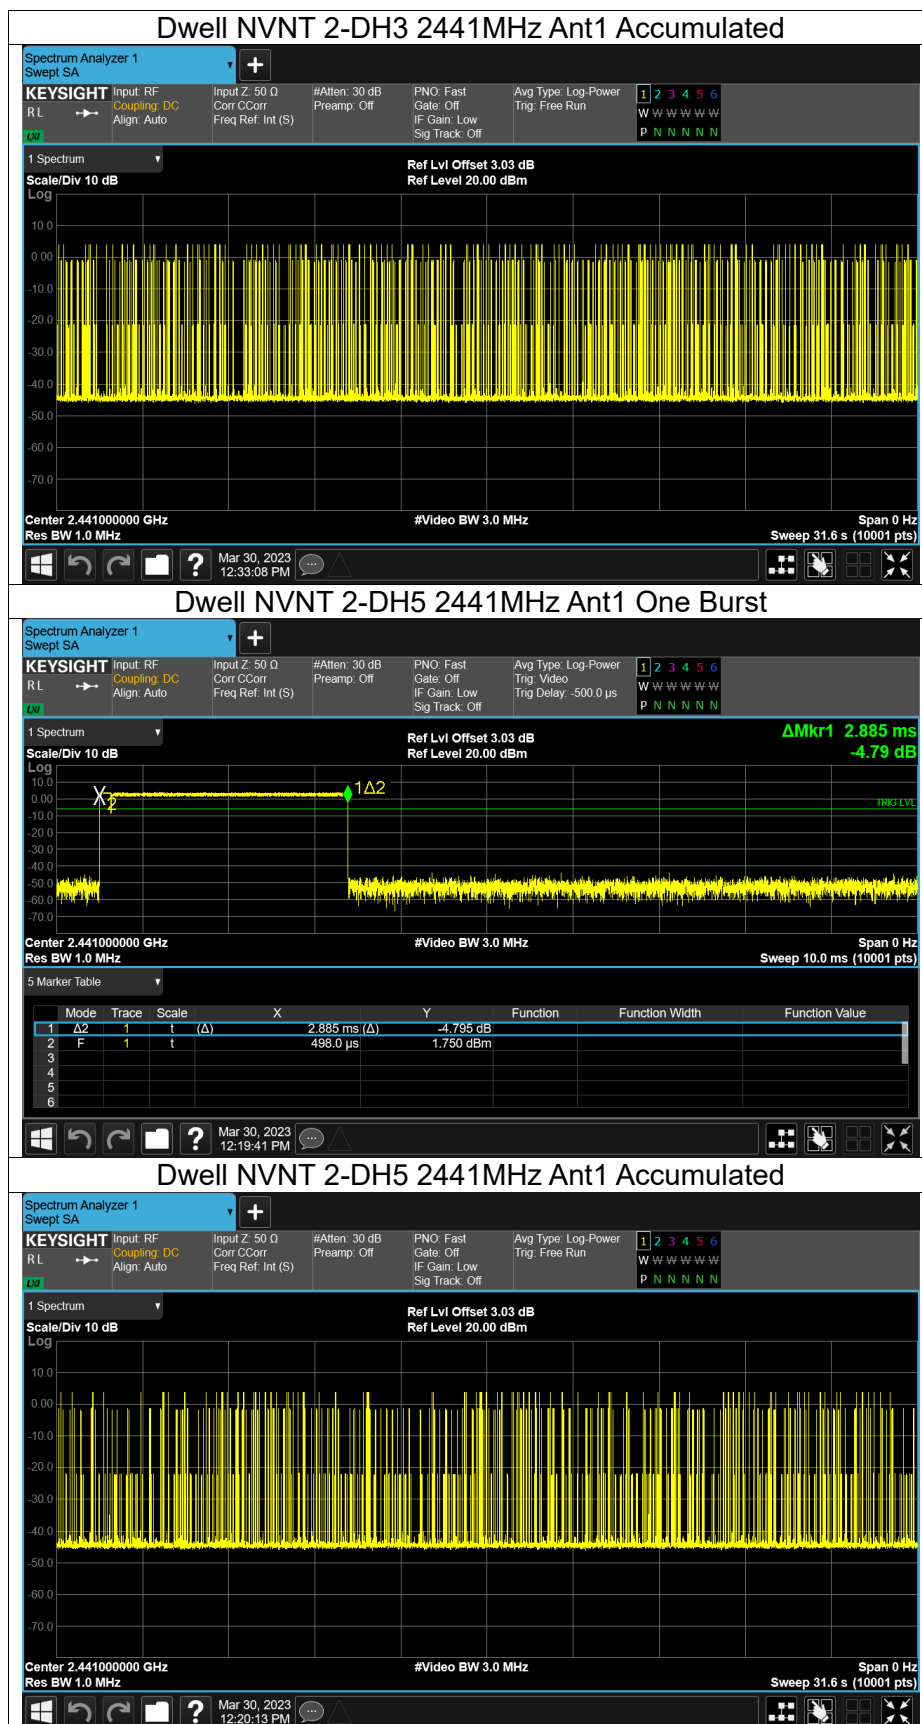 Dwell NVNT 2-DH3 2441MHz Ant1 Accumulated
Spectrum Analyzer 1
Swept SA
KEYSIGHT Input: RF Input Z: 50 Ω #Atten: 30 dB PNO: Fast Avg Type: Log-Power 1 2 3 4 5 6
R L Coupling: DC Corr CCorr Preamp: Off Gate: Off Trig: Free Run W W W W W W
Align: Auto Freq Ref: Int (S) IF Gain: Low
LXI Sig Track: Off P N N N N N
1 Spectrum Ref Lvl Offset 3.03 dB
Scale/Div 10 dB Ref Level 20.00 dBm
Log
10.0
0.00
-10.0
-20.0
-30.0
-40.0
-50.0
-60.0
-70.0
Center 2.441000000 GHz #Video BW 3.0 MHz Span 0 Hz
Res BW 1.0 MHz Sweep 31.6 s (10001 pts)
? Mar 30, 2023
12:33:08 PM
Dwell NVNT 2-DH5 2441MHz Ant1 One Burst
Spectrum Analyzer 1
Swept SA
KEYSIGHT Input: RF Input Z: 50 Ω #Atten: 30 dB PNO: Fast Avg Type: Log-Power 1 2 3 4 5 6
R L Coupling: DC Corr CCorr Preamp: Off Gate: Off Trig: Video W W W W W W
Align: Auto Freq Ref: Int (S) IF Gain: Low Trig Delay: -500.0 µs
LXI Sig Track: Off P N N N N N
1 Spectrum Ref Lvl Offset 3.03 dB ΔMkr1 2.885 ms
Scale/Div 10 dB Ref Level 20.00 dBm -4.79 dB
Log
10.0 X 2 1Δ2
0.00 TRIG LVL
-10.0
-20.0
-30.0
-40.0
-50.0
-60.0
-70.0
Center 2.441000000 GHz #Video BW 3.0 MHz Span 0 Hz
Res BW 1.0 MHz Sweep 10.0 ms (10001 pts)
5 Marker Table
Mode Trace Scale X Y Function Function Width Function Value
1 Δ2 1 t (Δ) 2.885 ms (Δ) -4.795 dB
2 F 1 t 498.0 µs 1.750 dBm
3
4
5
6
? Mar 30, 2023
12:19:41 PM
Dwell NVNT 2-DH5 2441MHz Ant1 Accumulated
Spectrum Analyzer 1
Swept SA
KEYSIGHT Input: RF Input Z: 50 Ω #Atten: 30 dB PNO: Fast Avg Type: Log-Power 1 2 3 4 5 6
R L Coupling: DC Corr CCorr Preamp: Off Gate: Off Trig: Free Run W W W W W W
Align: Auto Freq Ref: Int (S) IF Gain: Low
LXI Sig Track: Off P N N N N N
1 Spectrum Ref Lvl Offset 3.03 dB
Scale/Div 10 dB Ref Level 20.00 dBm
Log
10.0
0.00
-10.0
-20.0
-30.0
-40.0
-50.0
-60.0
-70.0
Center 2.441000000 GHz #Video BW 3.0 MHz Span 0 Hz
Res BW 1.0 MHz Sweep 31.6 s (10001 pts)
? Mar 30, 2023
12:20:13 PM